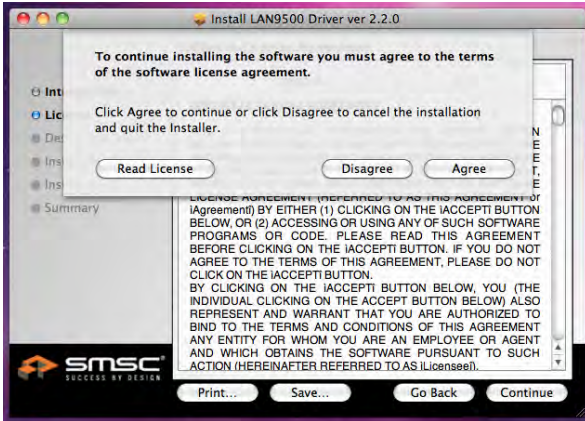 Install LAN9500 Driver ver 2.2.0
To continue installing the software you must agree to the terms
of the software license agreement.
Click Agree to continue or click Disagree to cancel the installation
and quit the Installer.
Read License
Disagree
Agree
Int
Lic
De
Ins
Ins
Summary
N
E
E
T,
E
LICENSE AGREEMENT (REFERRED TO AS THIS AGREEMENT or
ìAgreementî) BY EITHER (1) CLICKING ON THE ìACCEPTî BUTTON
BELOW, OR (2) ACCESSING OR USING ANY OF SUCH SOFTWARE
PROGRAMS OR CODE. PLEASE READ THIS AGREEMENT
BEFORE CLICKING ON THE ìACCEPTî BUTTON. IF YOU DO NOT
AGREE TO THE TERMS OF THIS AGREEMENT, PLEASE DO NOT
CLICK ON THE ìACCEPTî BUTTON.
BY CLICKING ON THE ìACCEPTî BUTTON BELOW, YOU (THE
INDIVIDUAL CLICKING ON THE ACCEPT BUTTON BELOW) ALSO
REPRESENT AND WARRANT THAT YOU ARE AUTHORIZED TO
BIND TO THE TERMS AND CONDITIONS OF THIS AGREEMENT
ANY ENTITY FOR WHOM YOU ARE AN EMPLOYEE OR AGENT
AND WHICH OBTAINS THE SOFTWARE PURSUANT TO SUCH
ACTION (HEREINAFTER REFERRED TO AS ìLicenseeî).
smsc
SUCCESS BY DESIGN
Print...
Save...
Go Back
Continue